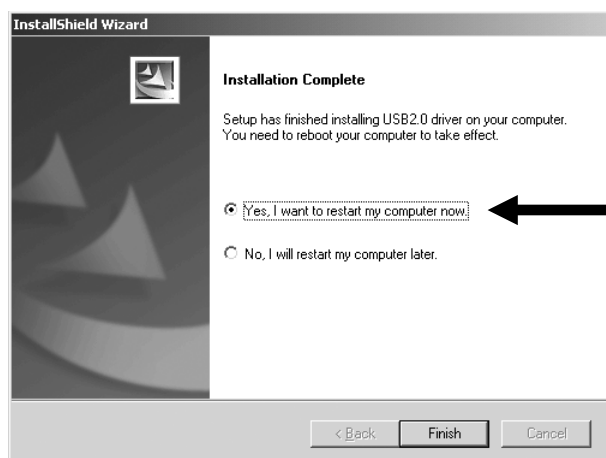 InstallShield Wizard
Installation Complete
Setup has finished installing USB2.0 driver on your computer.
You need to reboot your computer to take effect.
Yes, I want to restart my computer now.
No, I will restart my computer later.
< Back
Finish
Cancel